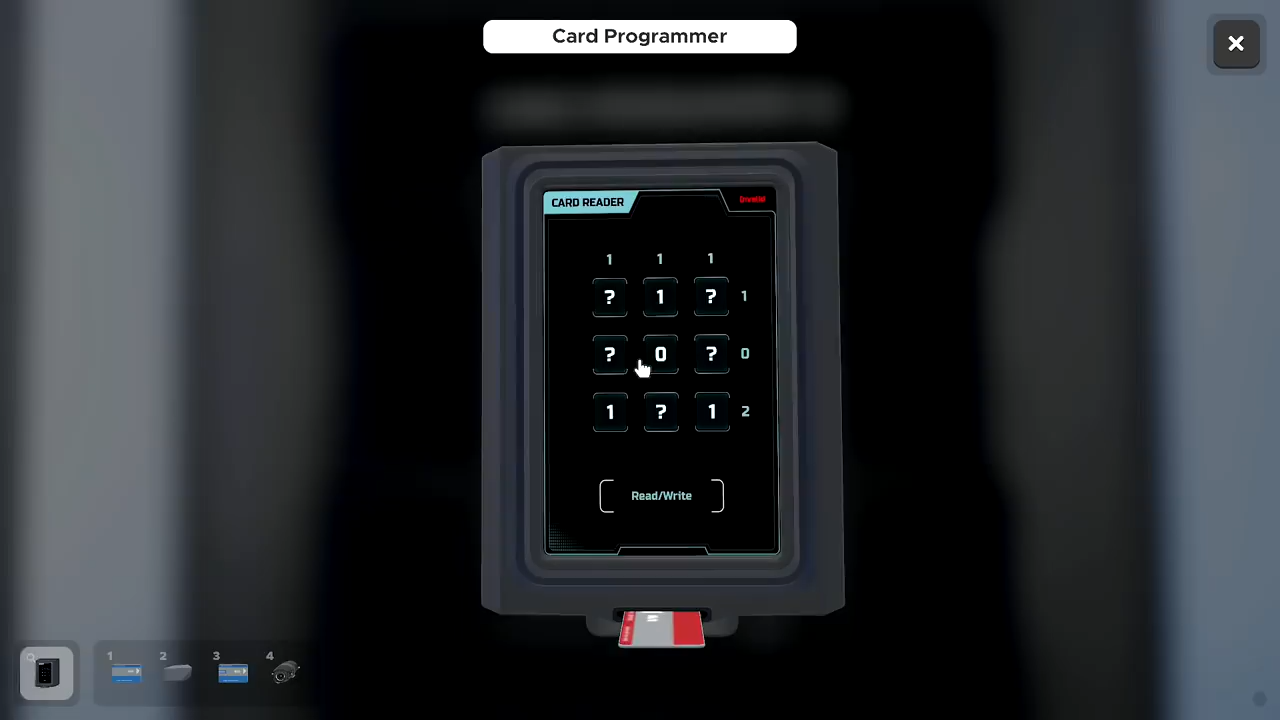 Card Programmer
CARD READER
Invalid
1 1 1
? 1 ? 1
? 0 ? 0
1 ? 1 2
Read/Write
1 2 3 4